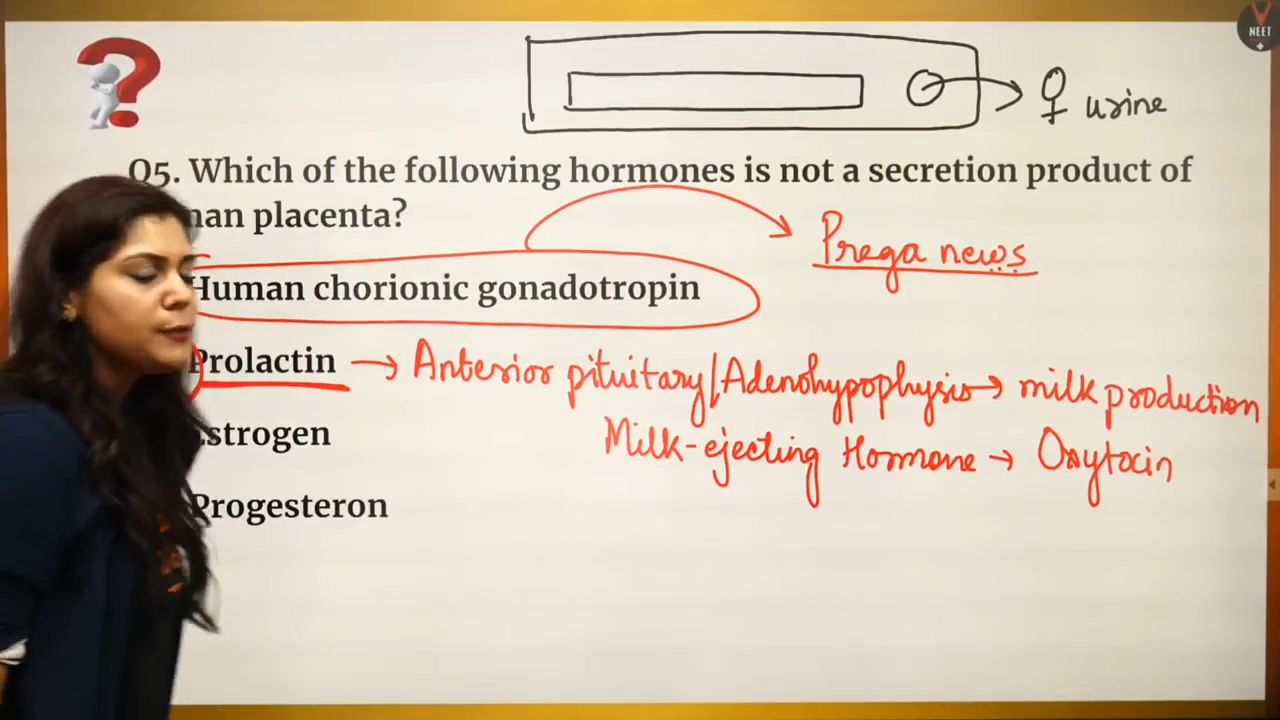 NEET
♀ urine
Q5. Which of the following hormones is not a secretion product of
man placenta?
Prega news
Human chorionic gonadotropin
Prolactin → Anterior pituitary/Adenohypophysis → milk production
Estrogen
Milk-ejecting Hormone → Oxytocin
Progesteron